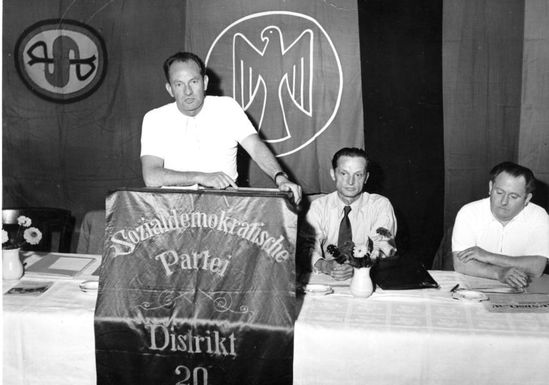 Sozialdemokratische
Partei
Distrikt
20